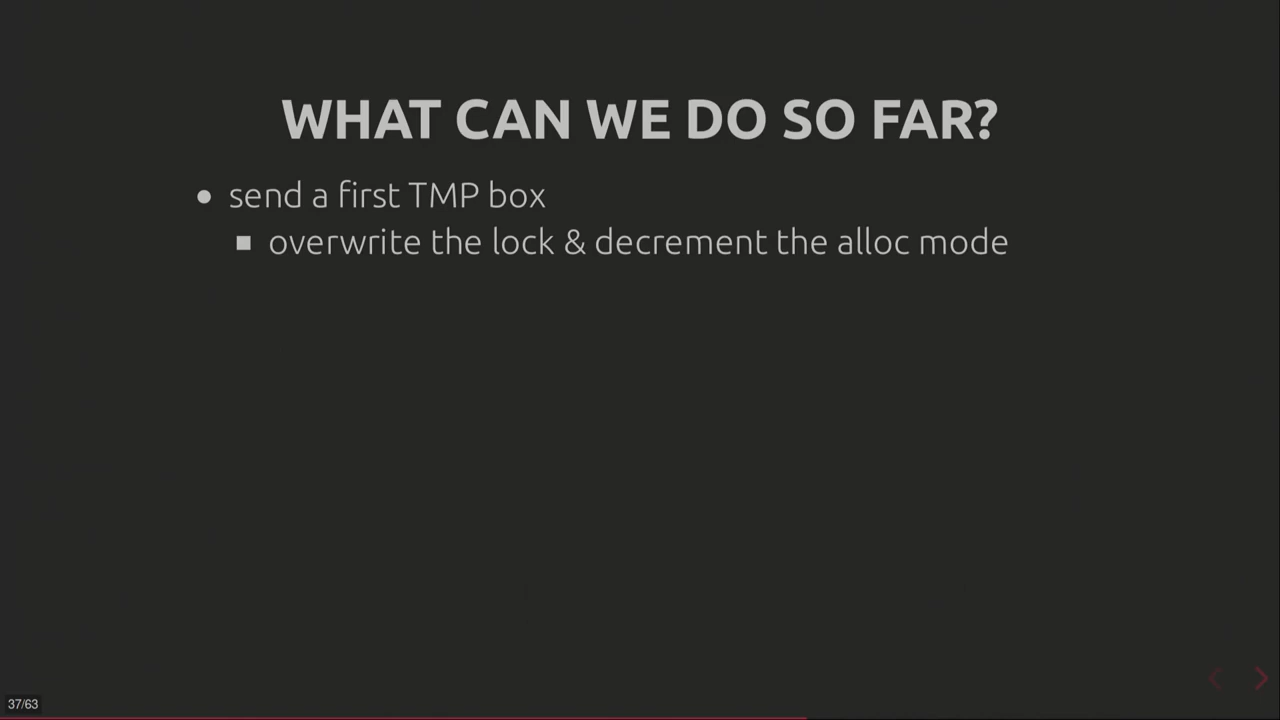 WHAT CAN WE DO SO FAR?
● send a first TMP box
■ overwrite the lock & decrement the alloc mode
37/63